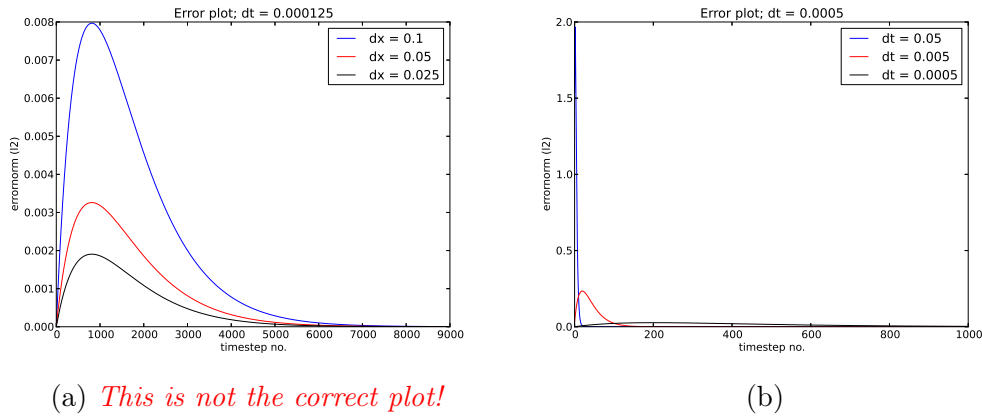 Error plot; dt = 0.000125
dx = 0.1
dx = 0.05
dx = 0.025
errornorm (l2)
0.008
0.007
0.006
0.005
0.004
0.003
0.002
0.001
0.000
0 1000 2000 3000 4000 5000 6000 7000 8000 9000
timestep no.
(a) This is not the correct plot!
Error plot; dt = 0.0005
dt = 0.05
dt = 0.005
dt = 0.0005
errornorm (l2)
2.0
1.5
1.0
0.5
0.0
0 200 400 600 800 1000
timestep no.
(b)